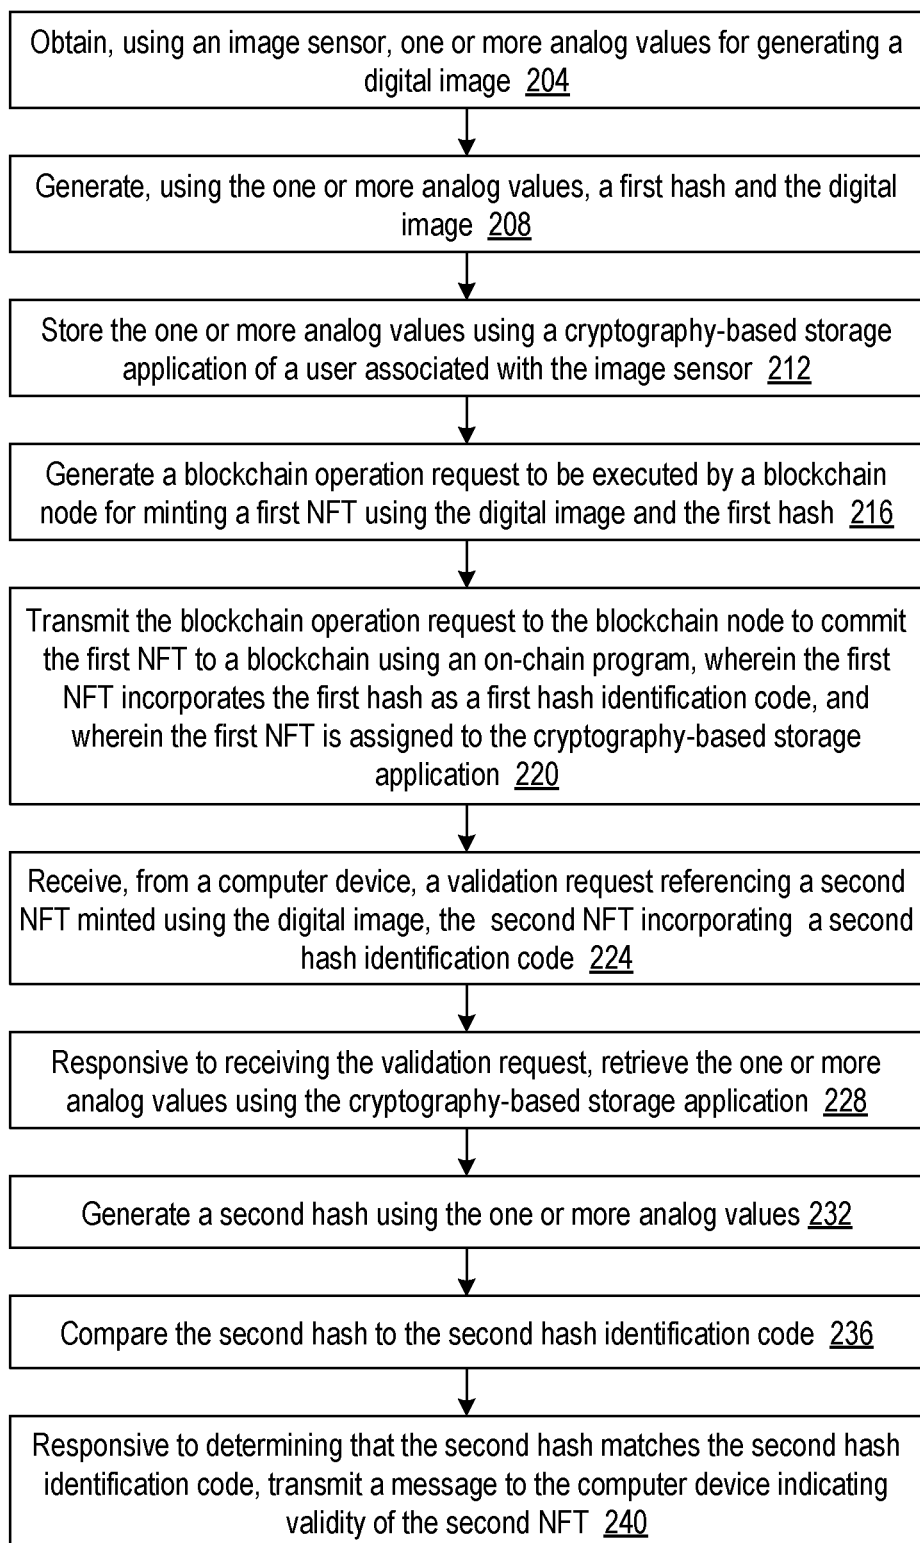 Obtain, using an image sensor, one or more analog values for generating a
digital image 204
Generate, using the one or more analog values, a first hash and the digital
image 208
Store the one or more analog values using a cryptography-based storage
application of a user associated with the image sensor 212
Generate a blockchain operation request to be executed by a blockchain
node for minting a first NFT using the digital image and the first hash 216
Transmit the blockchain operation request to the blockchain node to commit
the first NFT to a blockchain using an on-chain program, wherein the first
NFT incorporates the first hash as a first hash identification code, and
wherein the first NFT is assigned to the cryptography-based storage
application 220
Receive, from a computer device, a validation request referencing a second
NFT minted using the digital image, the second NFT incorporating a second
hash identification code 224
Responsive to receiving the validation request, retrieve the one or more
analog values using the cryptography-based storage application 228
Generate a second hash using the one or more analog values 232
Compare the second hash to the second hash identification code 236
Responsive to determining that the second hash matches the second hash
identification code, transmit a message to the computer device indicating
validity of the second NFT 240